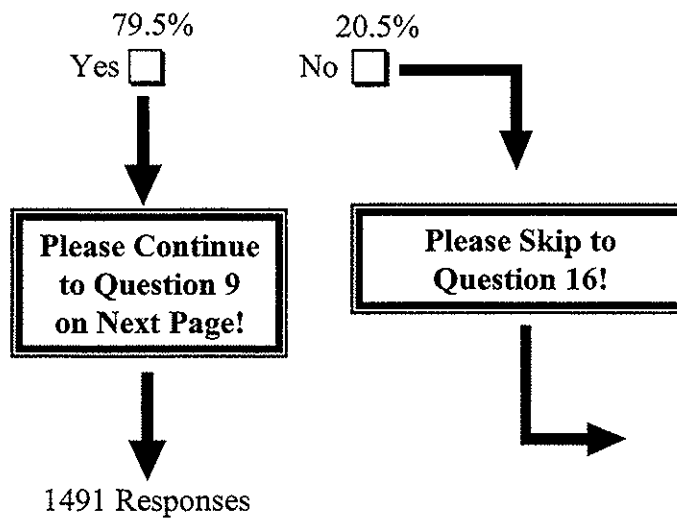 79.5%
20.5%
Yes
No
Please Continue
to Question 9
on Next Page!
Please Skip to
Question 16!
1491 Responses